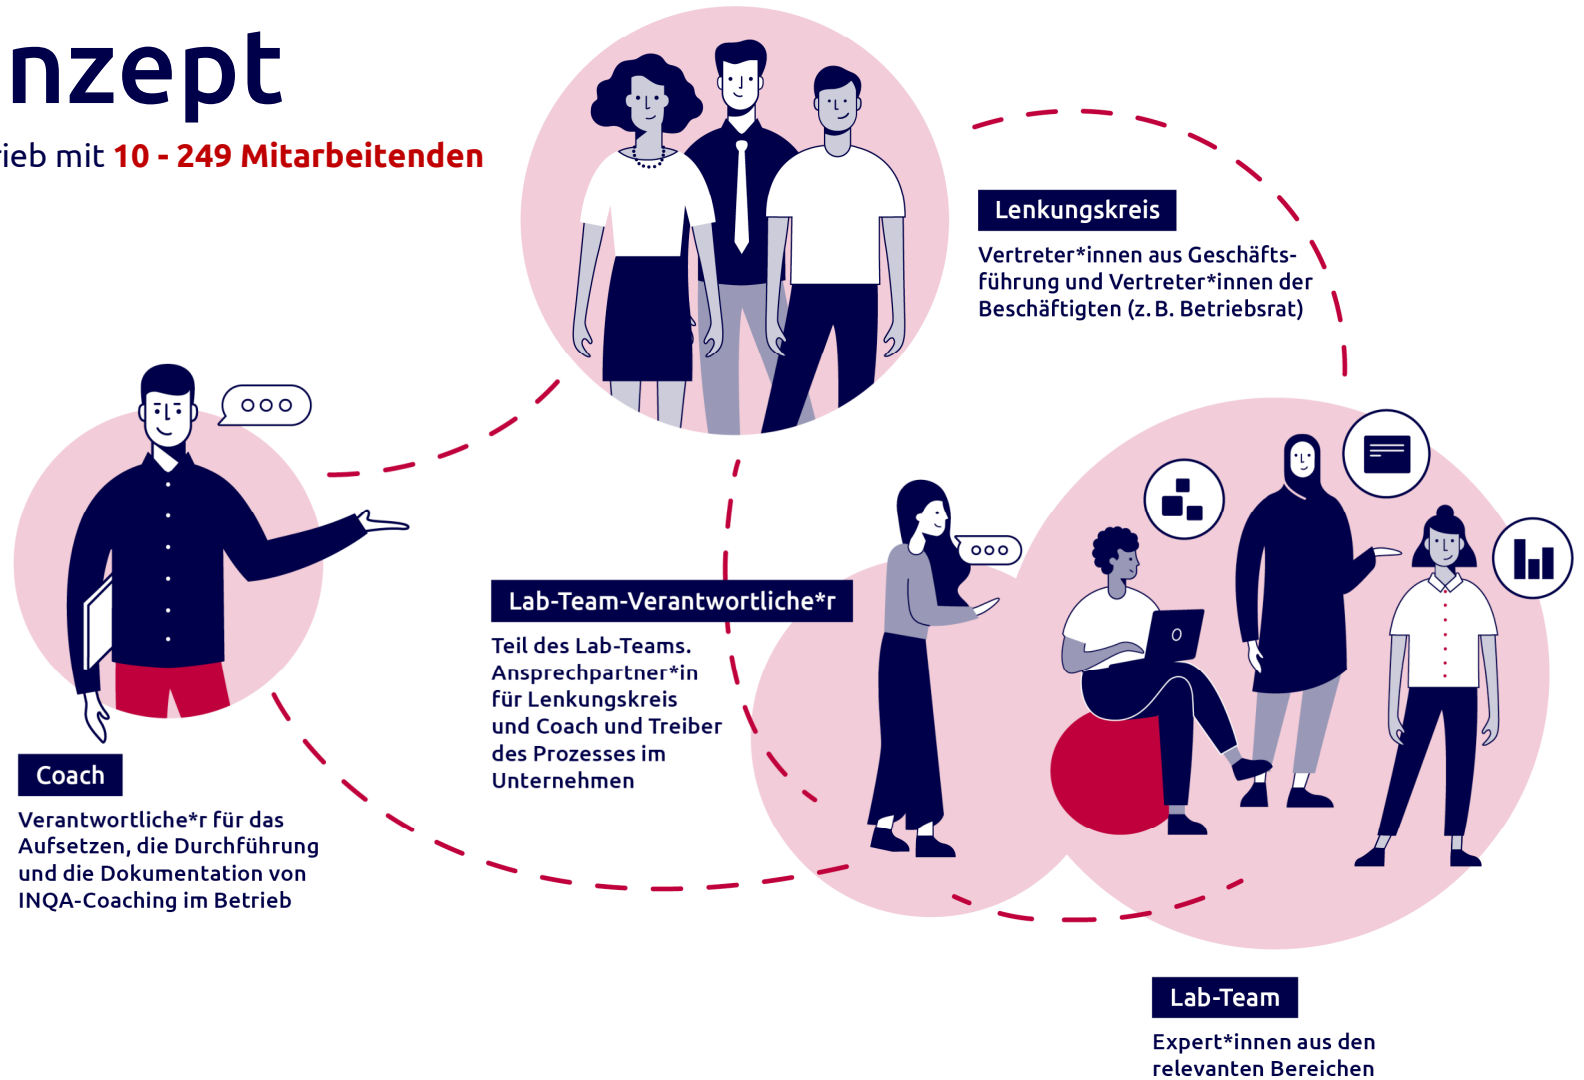 nzept
rieb mit 10 - 249 Mitarbeitenden
Lenkungskreis
Vertreter*innen aus Geschäfts-
führung und Vertreter*innen der
Beschäftigten (z. B. Betriebsrat)
Lab-Team-Verantwortliche*r
Teil des Lab-Teams.
Ansprechpartner*in
für Lenkungskreis
und Coach und Treiber
des Prozesses im
Unternehmen
Coach
Verantwortliche*r für das
Aufsetzen, die Durchführung
und die Dokumentation von
INQA-Coaching im Betrieb
Lab-Team
Expert*innen aus den
relevanten Bereichen